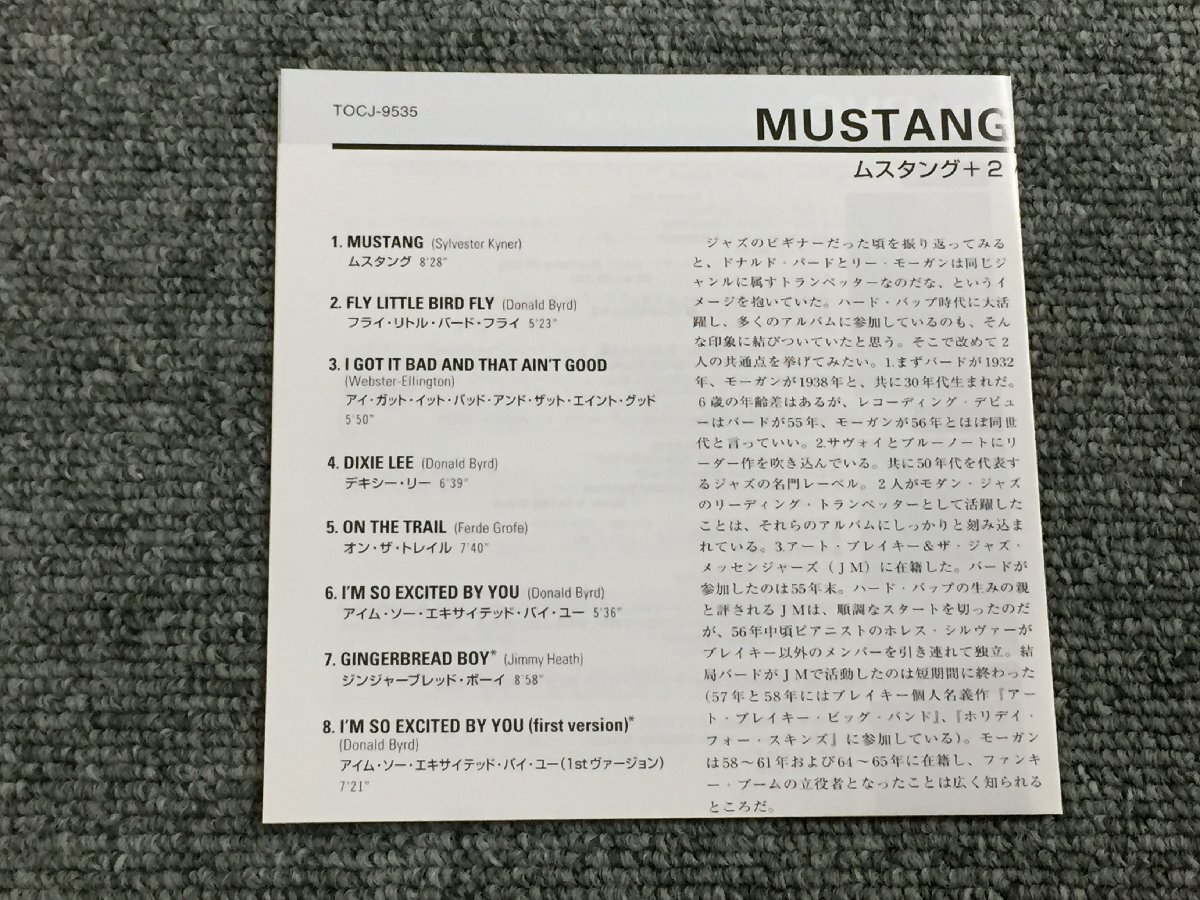 TOCJ-9535
MUSTANG
ムスタング＋2
1. MUSTANG (Sylvester Kyner)
ムスタング 8'28"
2. FLY LITTLE BIRD FLY (Donald Byrd)
フライ・リトル・バード・フライ 5'23"
3. I GOT IT BAD AND THAT AIN'T GOOD
(Webster-Ellington)
アイ・ガット・イット・バッド・アンド・ザット・エイント・グッド
5'50"
4. DIXIE LEE (Donald Byrd)
デキシー・リー 6'39"
5. ON THE TRAIL (Ferde Grofe)
オン・ザ・トレイル 7'40"
6. I'M SO EXCITED BY YOU (Donald Byrd)
アイム・ソー・エキサイテッド・バイ・ユー 5'36"
7. GINGERBREAD BOY* (Jimmy Heath)
ジンジャーブレッド・ボーイ 8'58"
8. I'M SO EXCITED BY YOU (first version)*
(Donald Byrd)
アイム・ソー・エキサイテッド・バイ・ユー(1stヴァージョン)
7'21"
ジャズのビギナーだった頃を振り返ってみる
と、ドナルド・バードとリー・モーガンは同じジ
ャンルに属すトランペッターなのだな、というイ
メージを抱いていた。ハード・バップ時代に大活
躍し、多くのアルバムに参加しているのも、そん
な印象に結びついていたと思う。そこで改めて2
人の共通点を挙げてみたい。1.まずバードが1932
年、モーガンが1938年と、共に30年代生まれだ。
6歳の年齢差はあるが、レコーディング・デビュ
ーはバードが55年、モーガンが56年とほぼ同世
代と言っていい。2.サヴォイとブルーノートにリ
ーダー作を吹き込んでいる。共に50年代を代表す
るジャズの名門レーベル。2人がモダン・ジャズ
のリーディング・トランペッターとして活躍した
ことは、それらのアルバムにしっかりと刻み込ま
れている。3.アート・ブレイキー＆ザ・ジャズ・
メッセンジャーズ（JM）に在籍した。バードが
参加したのは55年末。ハード・バップの生みの親
と評されるJMは、順調なスタートを切ったのだ
が、56年中頃ピアニストのホレス・シルヴァーが
ブレイキー以外のメンバーを引き連れて独立。結
局バードがJMで活動したのは短期間に終わった
(57年と58年にはブレイキー個人名義作『アー
ト・ブレイキー・ビッグ・バンド』、『ホリデイ・
フォー・スキンズ』に参加している)。モーガン
は58～61年および64～65年に在籍し、ファンキ
ー・ブームの立役者となったことは広く知られる
ところだ。